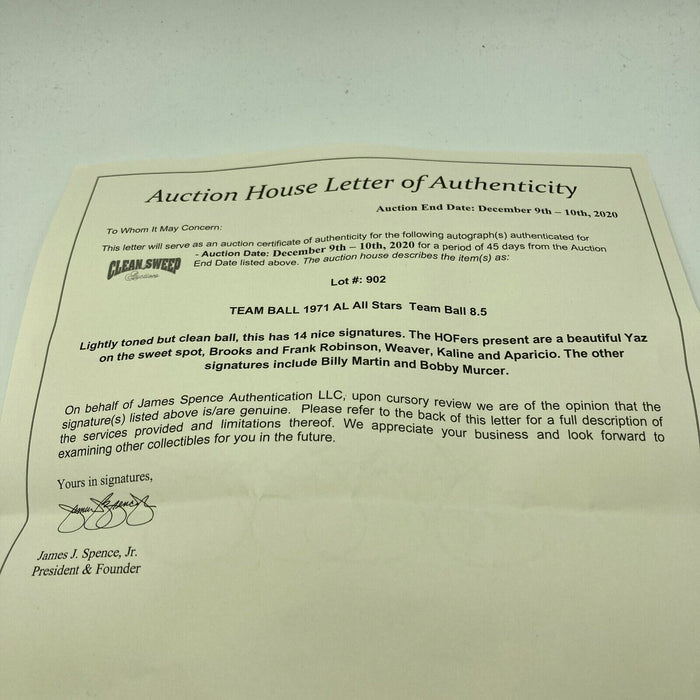 Auction House Letter of Authenticity
Auction End Date: December 9th – 10th, 2020
To Whom It May Concern:
This letter will serve as an auction certificate of authenticity for the following autograph(s) authenticated for
CLEAN SWEEP Auctions - Auction Date: December 9th – 10th, 2020 for a period of 45 days from the Auction
End Date listed above. The auction house describes the item(s) as:
Lot #: 902
TEAM BALL 1971 AL All Stars Team Ball 8.5
Lightly toned but clean ball, this has 14 nice signatures. The HOFers present are a beautiful Yaz
on the sweet spot, Brooks and Frank Robinson, Weaver, Kaline and Aparicio. The other
signatures include Billy Martin and Bobby Murcer.
On behalf of James Spence Authentication LLC, upon cursory review we are of the opinion that the
signature(s) listed above is/are genuine. Please refer to the back of this letter for a full description of
the services provided and limitations thereof. We appreciate your business and look forward to
examining other collectibles for you in the future.
Yours in signatures,
James J. Spence, Jr.
President & Founder